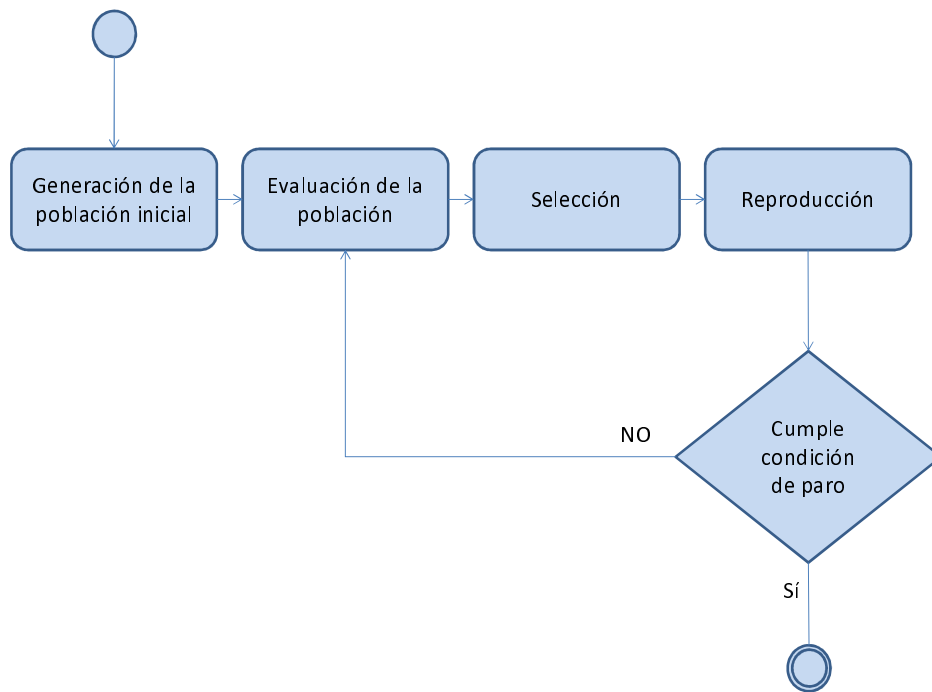 Generación de la
población inicial
Evaluación de la
población
Selección
Reproducción
NO
Cumple
condición
de paro
Sí